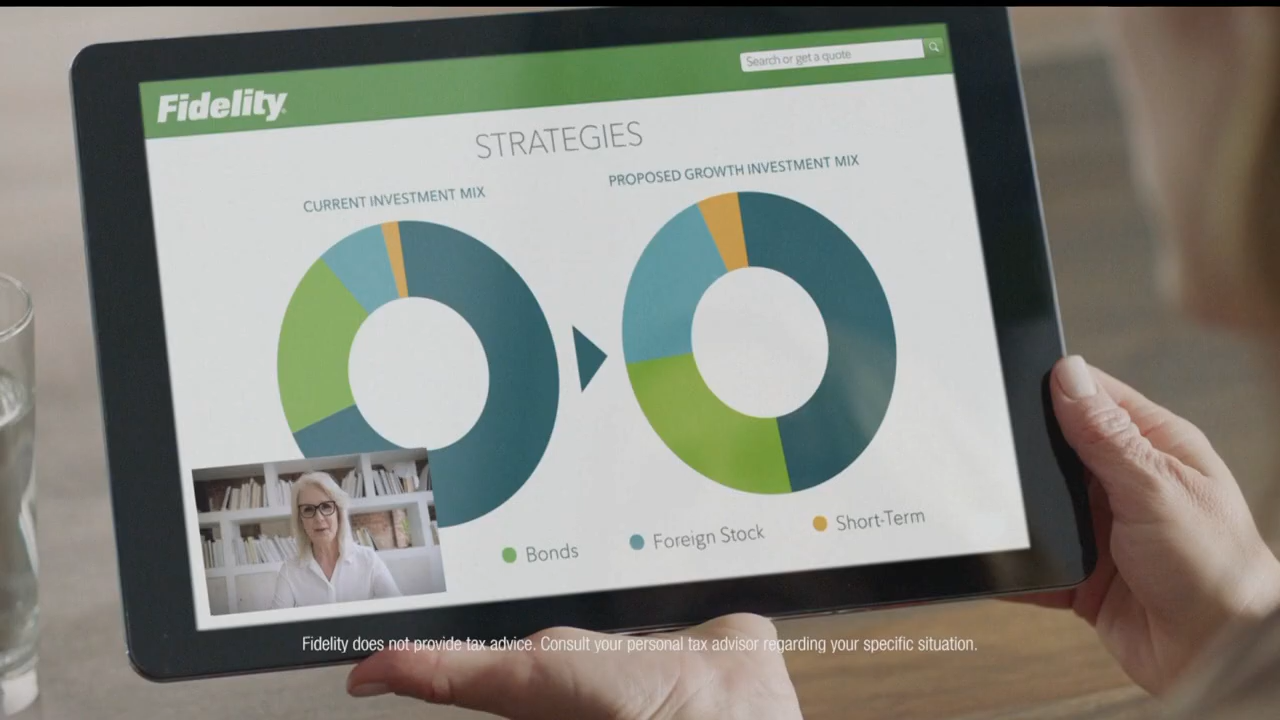 Fidelity
Search or get a quote
STRATEGIES
CURRENT INVESTMENT MIX
PROPOSED GROWTH INVESTMENT MIX
Bonds
Foreign Stock
Short-Term
Fidelity does not provide tax advice. Consult your personal tax advisor regarding your specific situation.